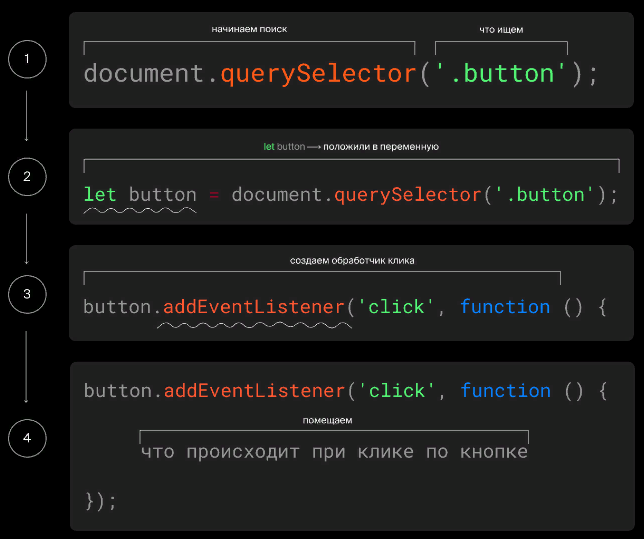 начинаем поиск
что ищем
1
document.querySelector('.button');
let button → положили в переменную
2
let button = document.querySelector('.button');
создаем обработчик клика
3
button.addEventListener('click', function () {
button.addEventListener('click', function () {
помещаем
4
что происходит при клике по кнопке
});